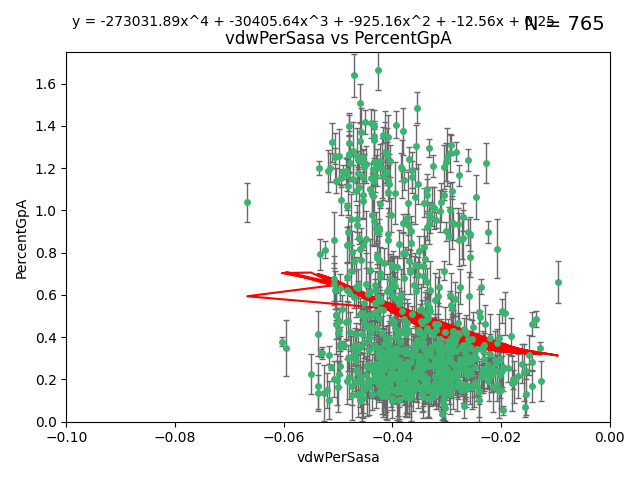 y = -273031.89x^4 + -30405.64x^3 + -925.16x^2 + -12.56x + 0.25
N = 765
vdwPerSasa vs PercentGpA
PercentGpA
1.6
1.4
1.2
1.0
0.8
0.6
0.4
0.2
0.0
−0.10 −0.08 −0.06 −0.04 −0.02 0.00
vdwPerSasa